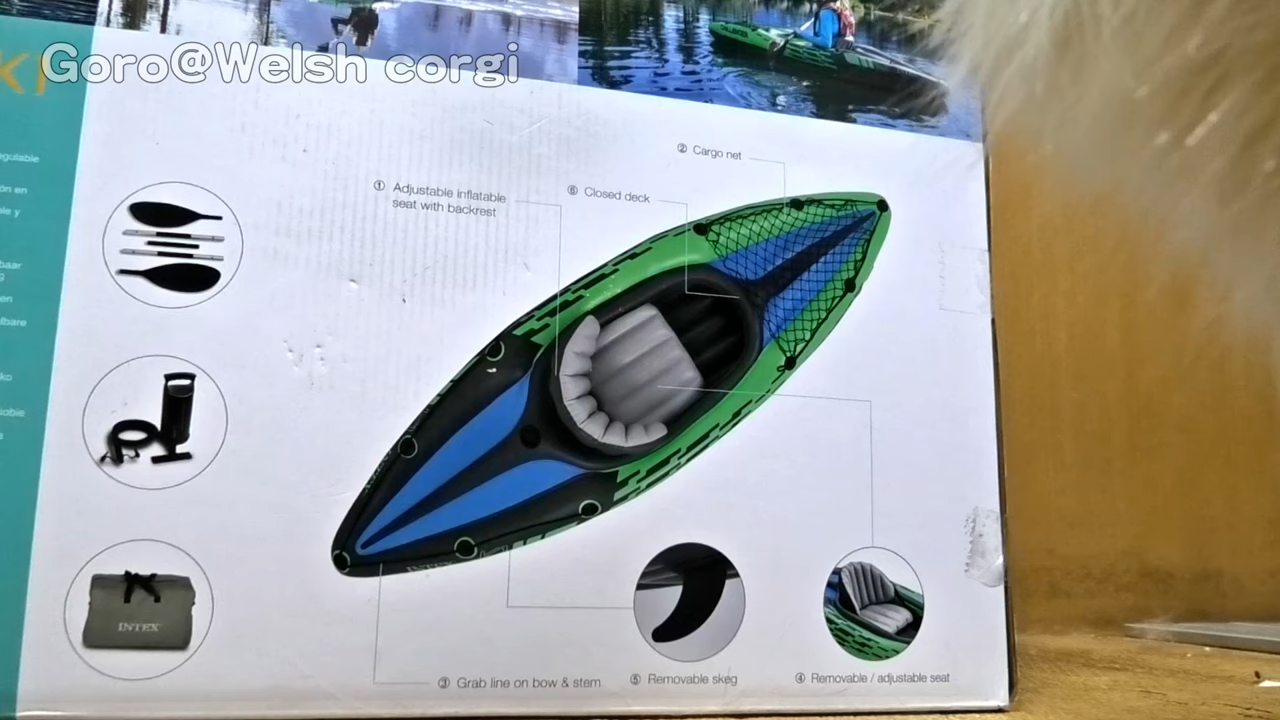 Goro@Welsh corgi
② Cargo net
① Adjustable inflatable
seat with backrest
⑥ Closed deck
INTEX
③ Grab line on bow & stern
⑤ Removable skeg
④ Removable / adjustable seat